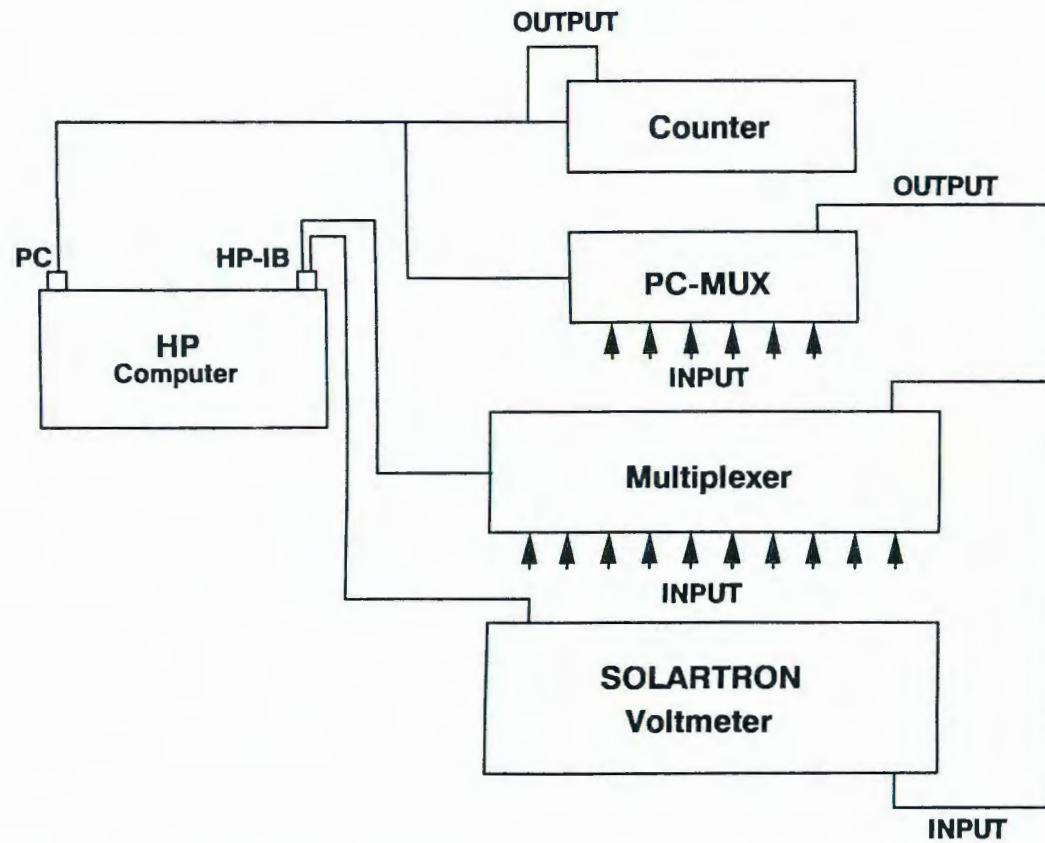 OUTPUT
Counter
OUTPUT
PC
HP-IB
PC-MUX
HP
Computer
INPUT
Multiplexer
INPUT
SOLARTRON
Voltmeter
INPUT